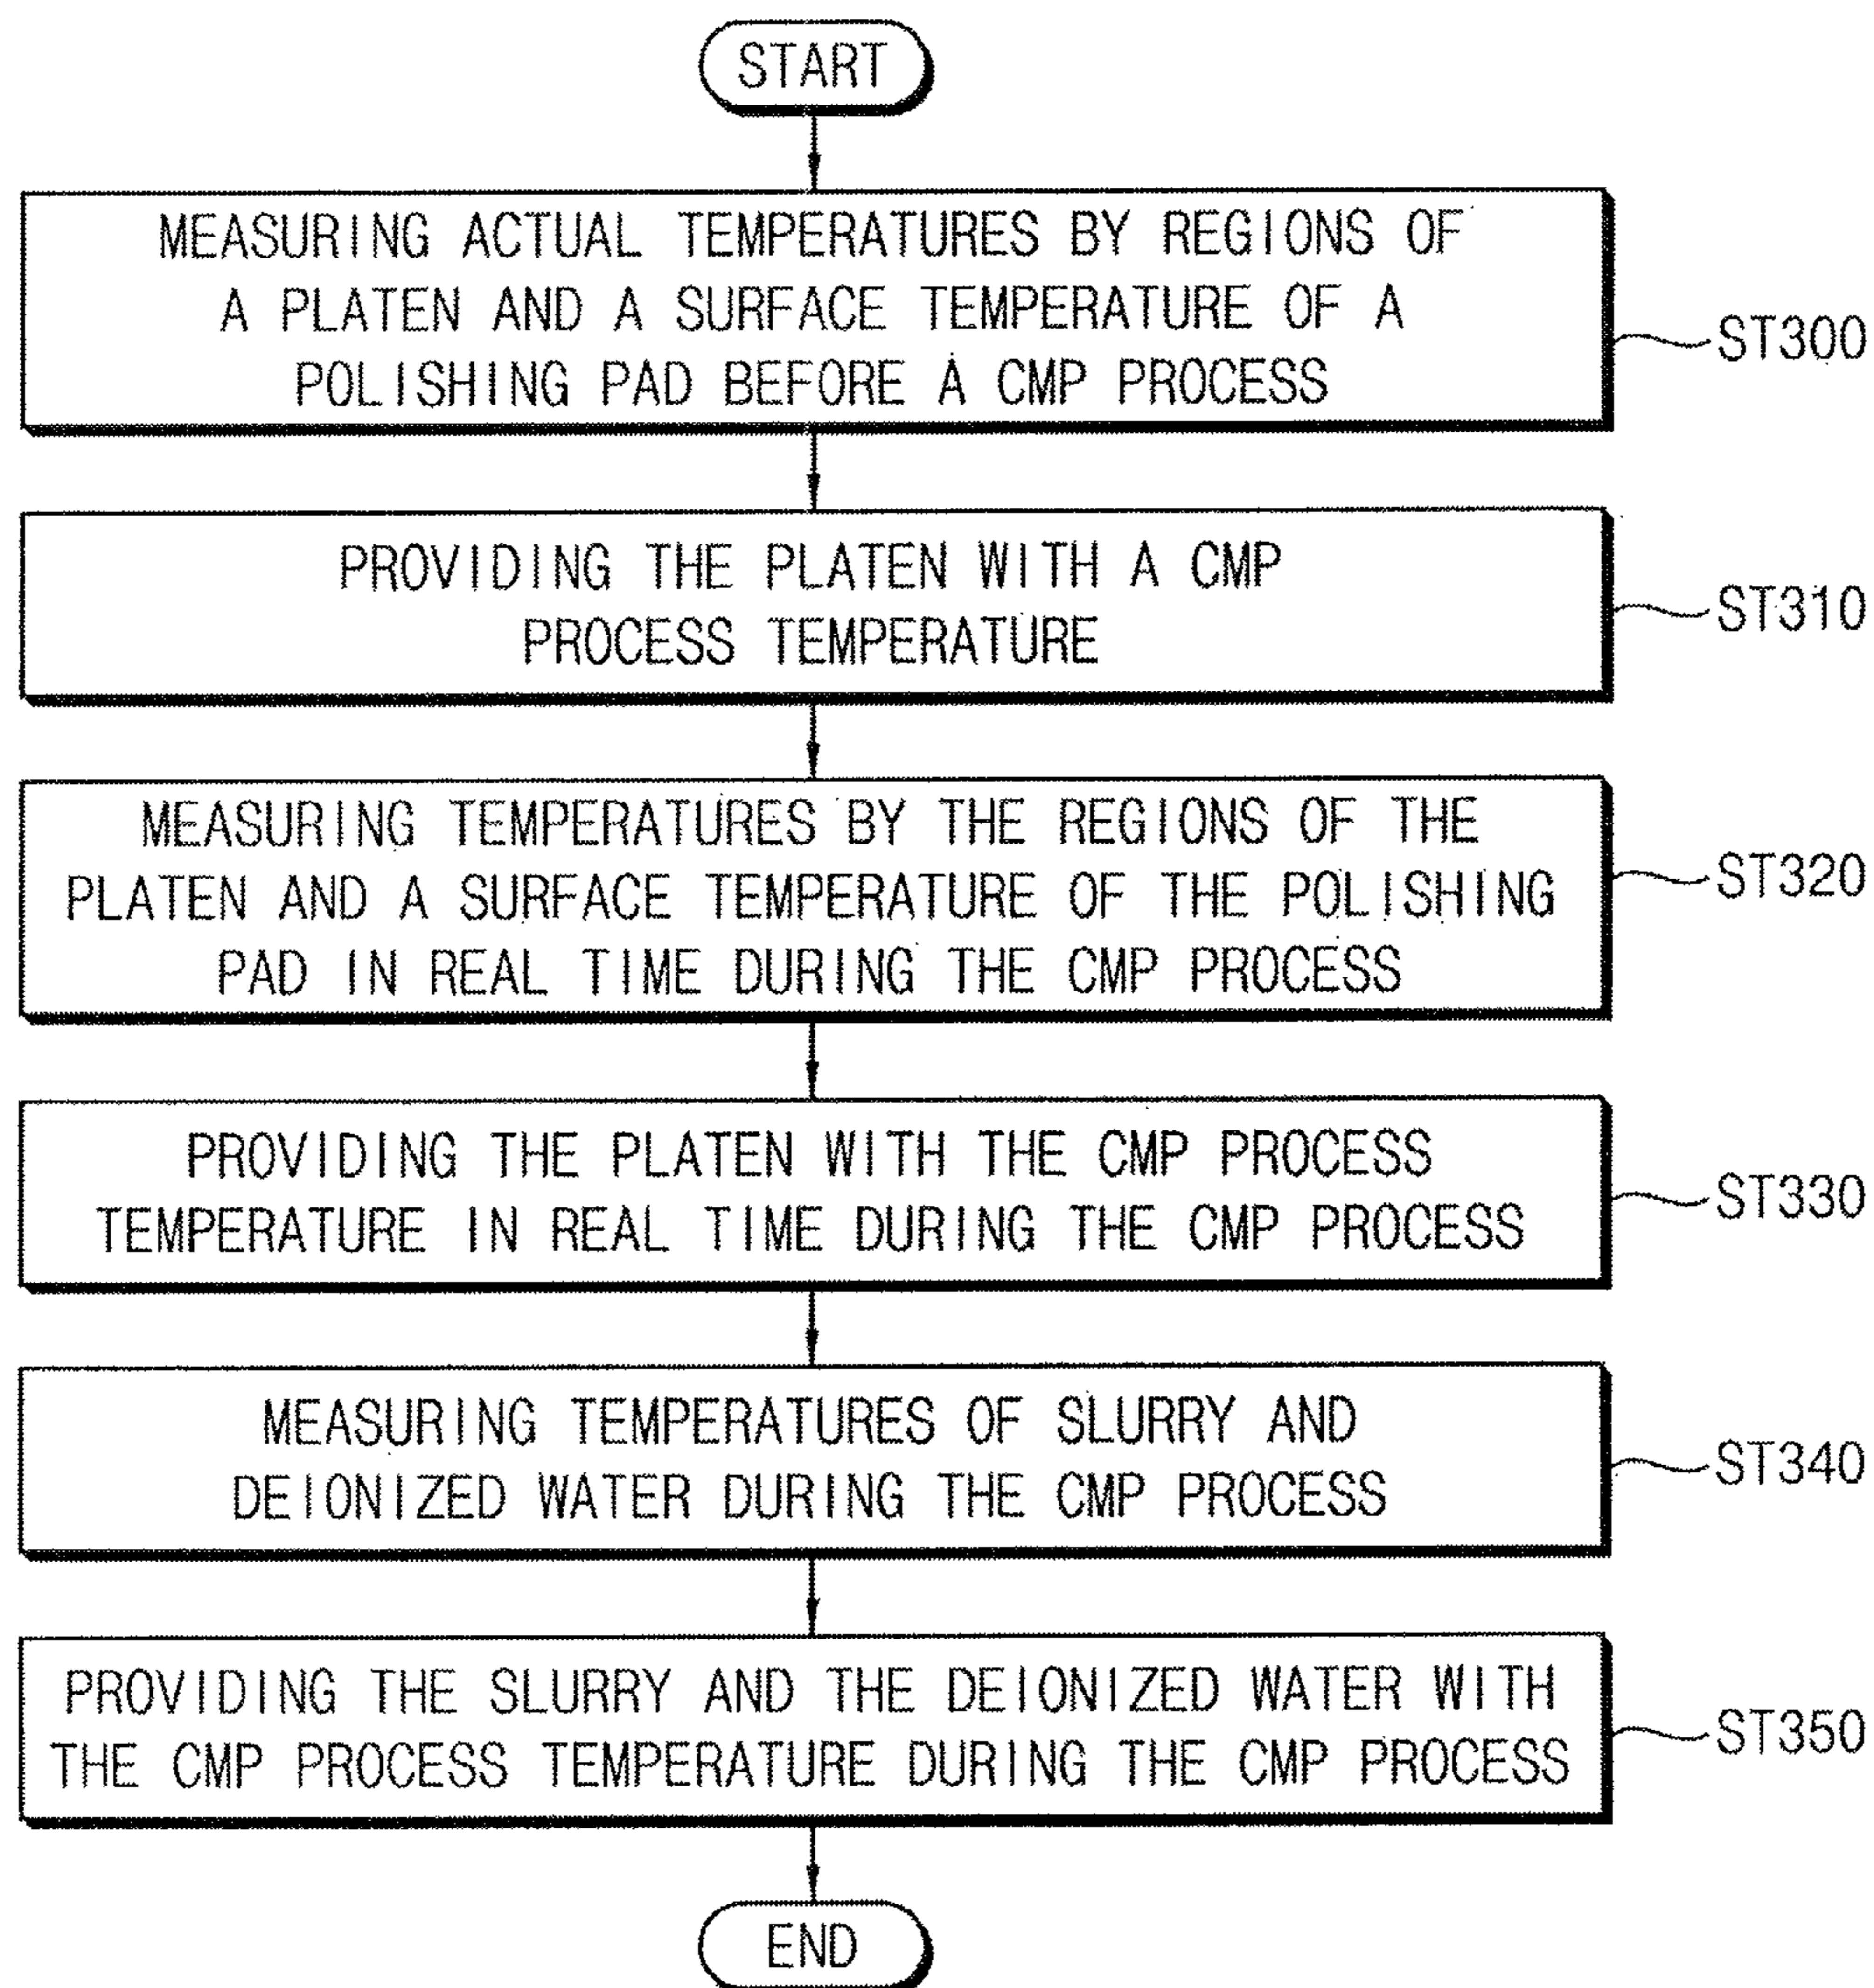 START
MEASURING ACTUAL TEMPERATURES BY REGIONS OF
A PLATEN AND A SURFACE TEMPERATURE OF A
POLISHING PAD BEFORE A CMP PROCESS
ST300
PROVIDING THE PLATEN WITH A CMP
PROCESS TEMPERATURE
ST310
MEASURING TEMPERATURES BY THE REGIONS OF THE
PLATEN AND A SURFACE TEMPERATURE OF THE POLISHING
PAD IN REAL TIME DURING THE CMP PROCESS
ST320
PROVIDING THE PLATEN WITH THE CMP PROCESS
TEMPERATURE IN REAL TIME DURING THE CMP PROCESS
ST330
MEASURING TEMPERATURES OF SLURRY AND
DEIONIZED WATER DURING THE CMP PROCESS
ST340
PROVIDING THE SLURRY AND THE DEIONIZED WATER WITH
THE CMP PROCESS TEMPERATURE DURING THE CMP PROCESS
ST350
END